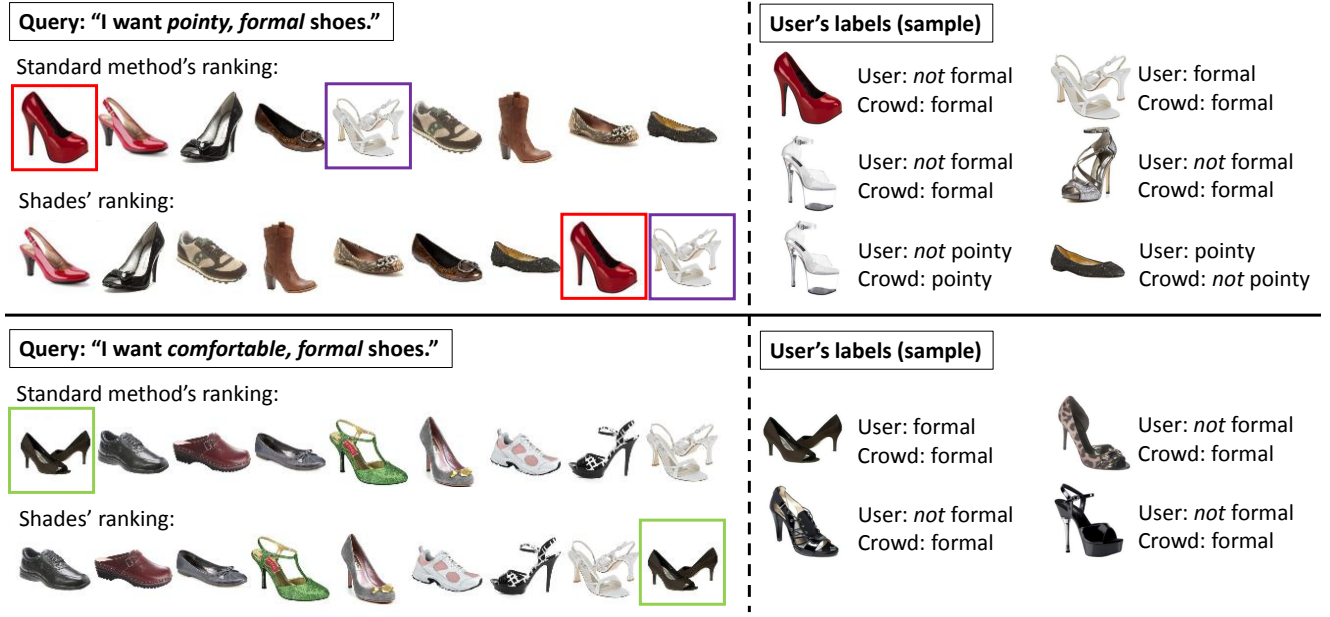 Query: “I want pointy, formal shoes.”
Standard method’s ranking:
Shades’ ranking:
User’s labels (sample)
User: not formal
Crowd: formal
User: formal
Crowd: formal
User: not formal
Crowd: formal
User: not formal
Crowd: formal
User: not pointy
Crowd: pointy
User: pointy
Crowd: not pointy
Query: “I want comfortable, formal shoes.”
Standard method’s ranking:
Shades’ ranking:
User’s labels (sample)
User: formal
Crowd: formal
User: not formal
Crowd: formal
User: not formal
Crowd: formal
User: not formal
Crowd: formal